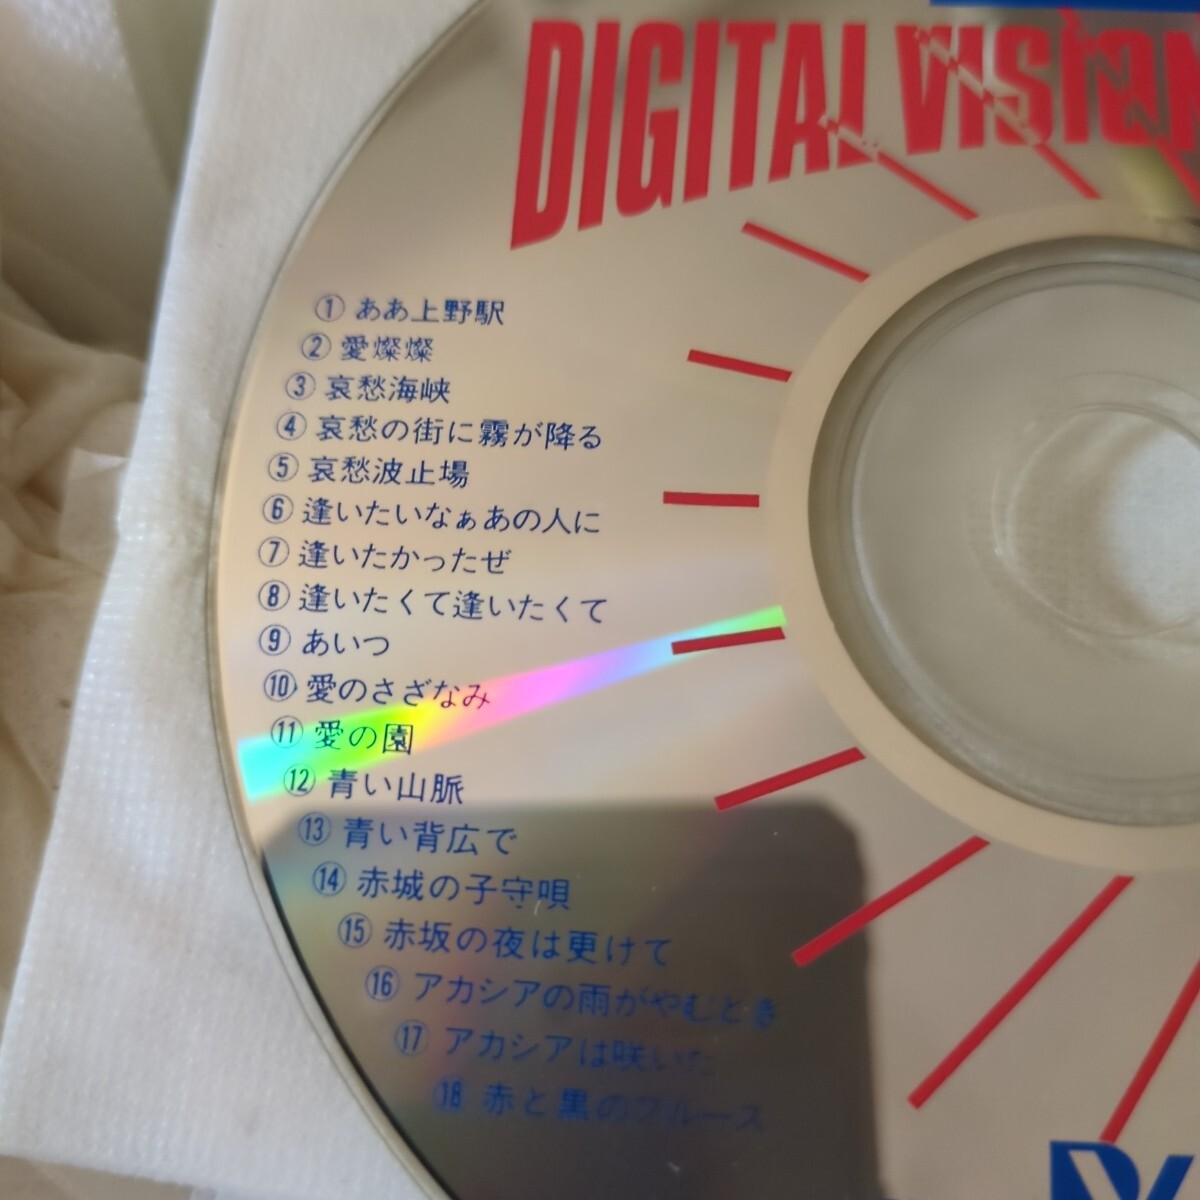 DIGITAL VISION
① ああ上野駅
② 愛燦燦
③ 哀愁海峡
④ 哀愁の街に霧が降る
⑤ 哀愁波止場
⑥ 逢いたいなぁあの人に
⑦ 逢いたかったぜ
⑧ 逢いたくて逢いたくて
⑨ あいつ
⑩ 愛のさざなみ
⑪ 愛の園
⑫ 青い山脈
⑬ 青い背広で
⑭ 赤城の子守唄
⑮ 赤坂の夜は更けて
⑯ アカシアの雨がやむとき
⑰ アカシアは咲いた
⑱ 赤と黒のブルース